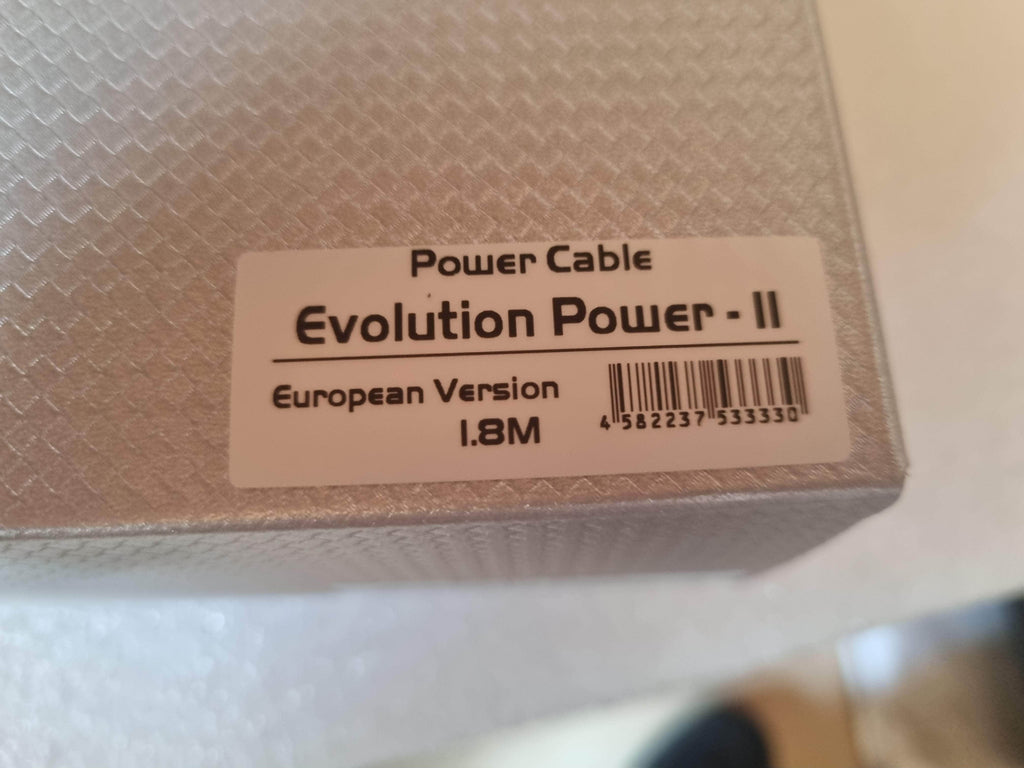 Power Cable
Evolution Power - II
European Version
1.8M
4 582237 533330